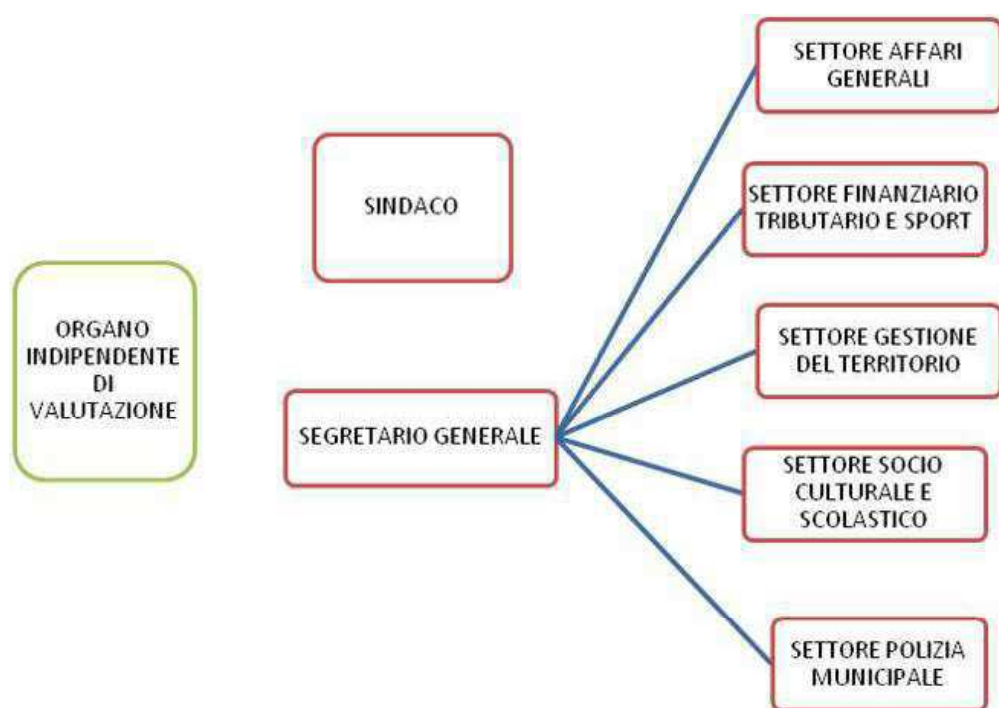 ORGANO
INDIPENDENTE
DI
VALUTAZIONE
SINDACO
SEGRETARIO GENERALE
SETTORE AFFARI
GENERALI
SETTORE FINANZIARIO
TRIBUTARIO E SPORT
SETTORE GESTIONE
DEL TERRITORIO
SETTORE SOCIO
CULTURALE E
SCOLASTICO
SETTORE POLIZIA
MUNICIPALE